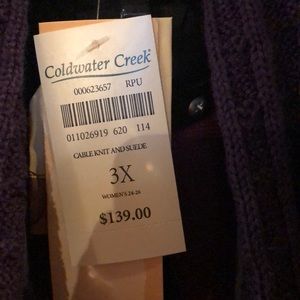 Coldwater Creek®
000623657 RPU
011026919 620 114
CABLE KNIT AND SUEDE
3X
WOMEN'S 24-26
$139.00